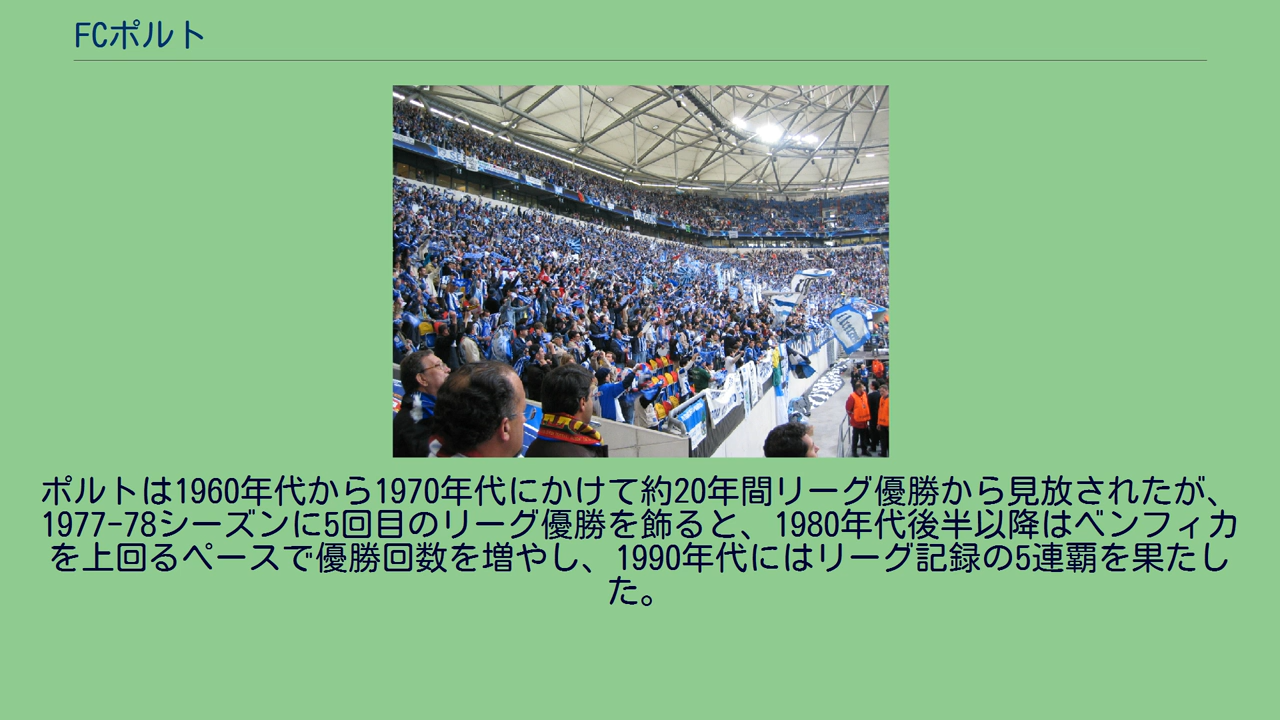 FCポルト
ポルトは1960年代から1970年代にかけて約20年間リーグ優勝から見放されたが、
1977-78シーズンに5回目のリーグ優勝を飾ると、1980年代後半以降はベンフィカ
を上回るペースで優勝回数を増やし、1990年代にはリーグ記録の5連覇を果たし
た。